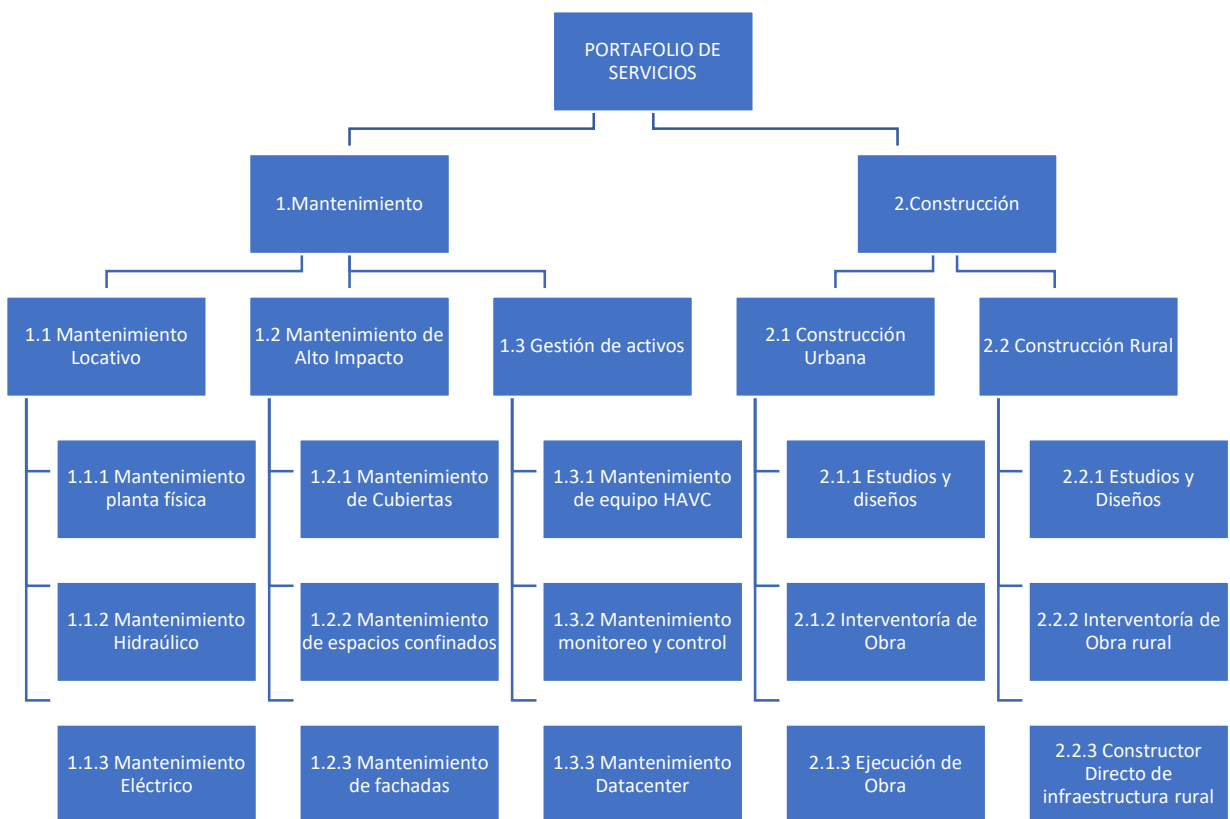 PORTAFOLIO DE
SERVICIOS
1.Mantenimiento
2.Construcción
1.1 Mantenimiento
Locativo
1.2 Mantenimiento de
Alto Impacto
1.3 Gestión de activos
2.1 Construcción
Urbana
2.2 Construcción Rural
1.1.1 Mantenimiento
planta física
1.2.1 Mantenimiento
de Cubiertas
1.3.1 Mantenimiento
de equipo HAVC
2.1.1 Estudios y
diseños
2.2.1 Estudios y
Diseños
1.1.2 Mantenimiento
Hidraúlico
1.2.2 Mantenimiento
de espacios confinados
1.3.2 Mantenimiento
monitoreo y control
2.1.2 Interventoría de
Obra
2.2.2 Interventoría de
Obra rural
1.1.3 Mantenimiento
Eléctrico
1.2.3 Mantenimiento
de fachadas
1.3.3 Mantenimiento
Datacenter
2.1.3 Ejecución de
Obra
2.2.3 Constructor
Directo de
infraestructura rural